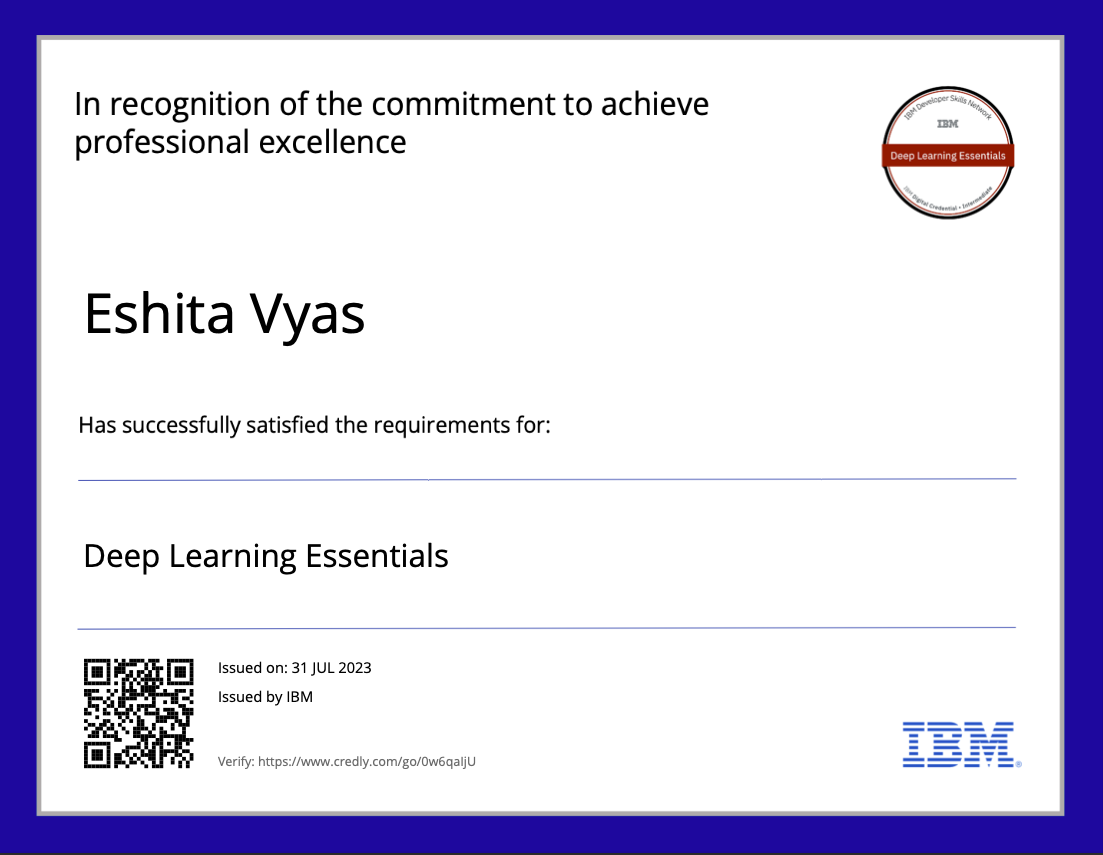 In recognition of the commitment to achieve
professional excellence
IBM Developer Skills Network
IBM
Deep Learning Essentials
IBM Digital Credential • Intermediate
Eshita Vyas
Has successfully satisfied the requirements for:
Deep Learning Essentials
Issued on: 31 JUL 2023
Issued by IBM
Verify: https://www.credly.com/go/0w6qaljU
IBM®